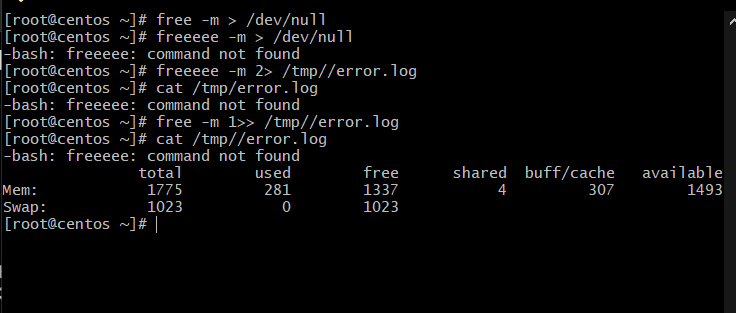 [root@centos ~]# free -m > /dev/null
[root@centos ~]# freeeee -m > /dev/null
-bash: freeeee: command not found
[root@centos ~]# freeeee -m 2> /tmp//error.log
[root@centos ~]# cat /tmp/error.log
-bash: freeeee: command not found
[root@centos ~]# free -m 1>> /tmp//error.log
[root@centos ~]# cat /tmp//error.log
-bash: freeeee: command not found
              total        used        free      shared  buff/cache   available
Mem:           1775         281        1337           4         307        1493
Swap:          1023           0        1023
[root@centos ~]#